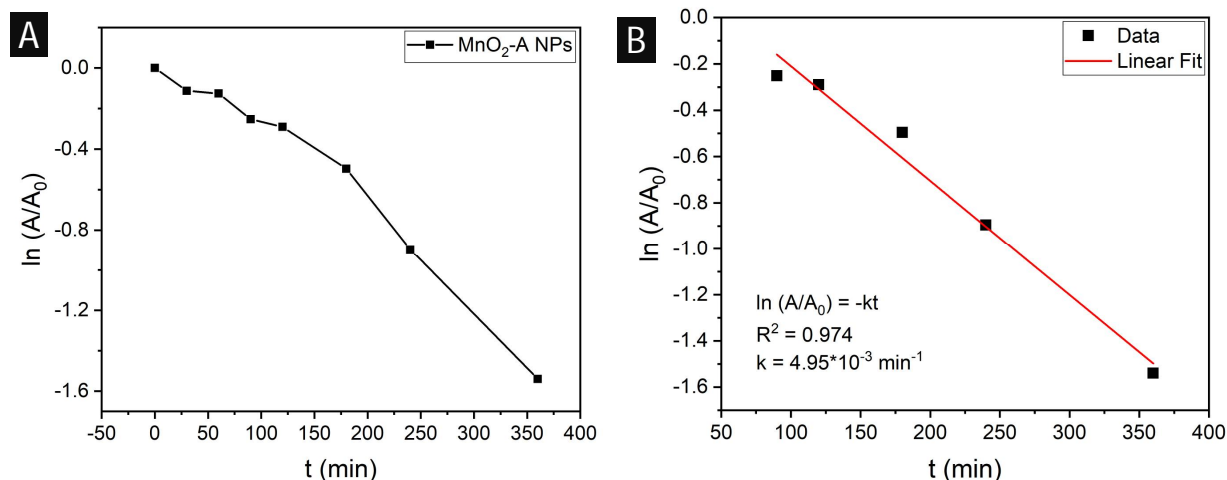 A
MnO₂-A NPs
0.0
-0.4
-0.8
-1.2
-1.6
ln (A/A₀)
-50 0 50 100 150 200 250 300 350 400
t (min)
B
Data
Linear Fit
0.0
-0.2
-0.4
-0.6
-0.8
-1.0
-1.2
-1.4
-1.6
ln (A/A₀)
ln (A/A₀) = -kt
R² = 0.974
k = 4.95*10⁻³ min⁻¹
50 100 150 200 250 300 350 400
t (min)